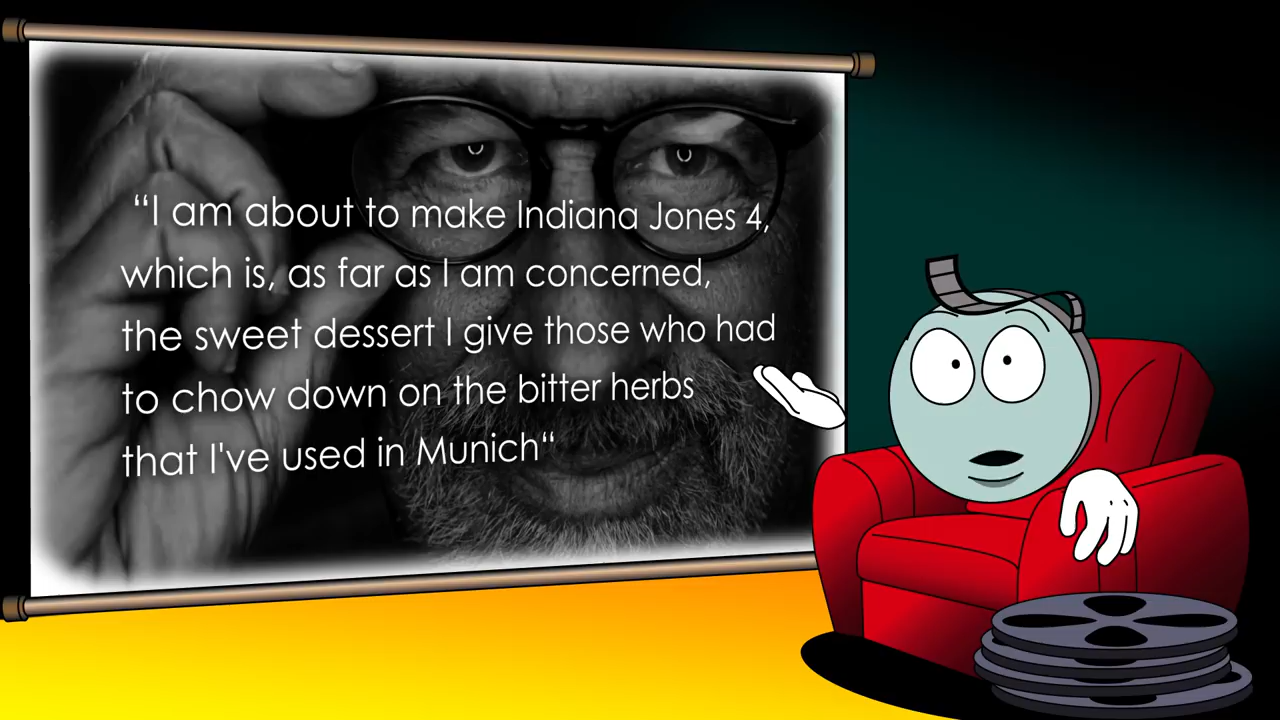 “I am about to make Indiana Jones 4,
which is, as far as I am concerned,
the sweet dessert I give those who had
to chow down on the bitter herbs
that I've used in Munich“